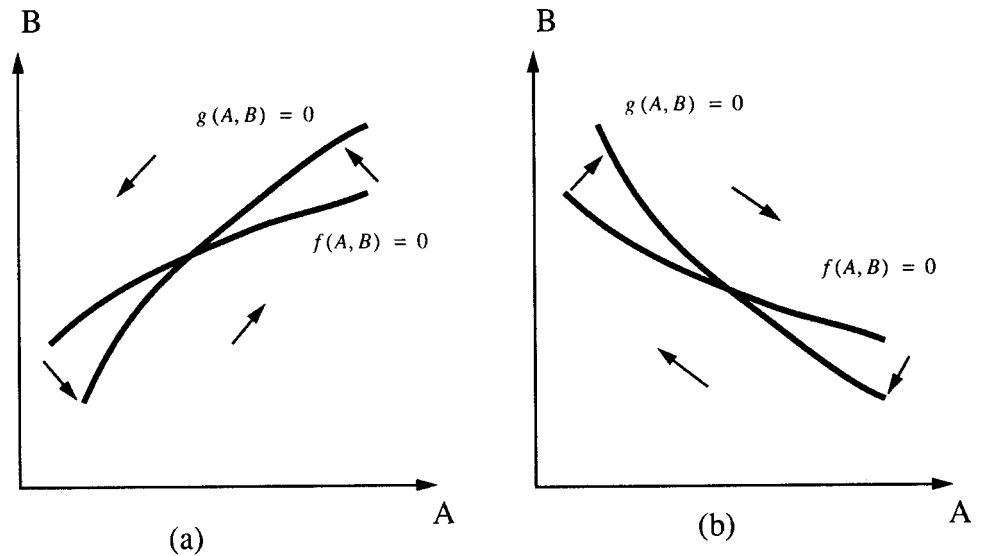 B
g (A, B) = 0
f (A, B) = 0
A
(a)
B
g (A, B) = 0
f (A, B) = 0
A
(b)